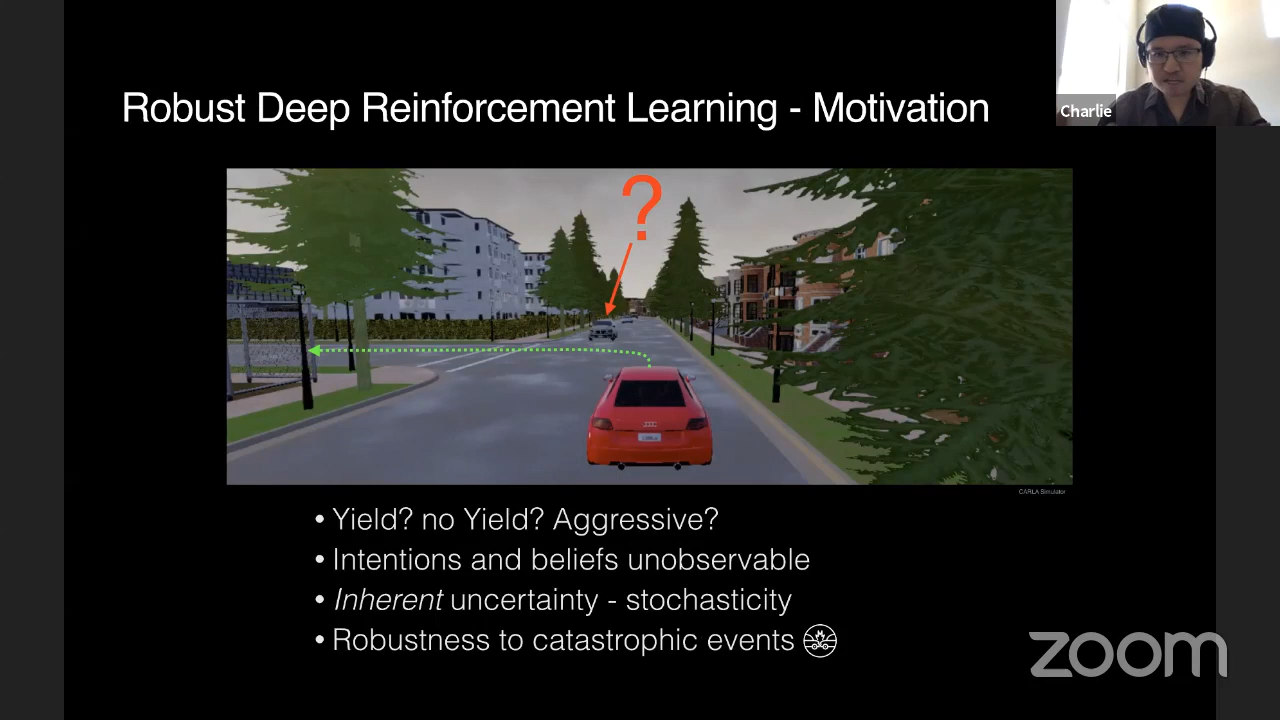 Charlie
Robust Deep Reinforcement Learning - Motivation
?
CARLA Simulator
• Yield? no Yield? Aggressive?
• Intentions and beliefs unobservable
• Inherent uncertainty - stochasticity
• Robustness to catastrophic events
zoom